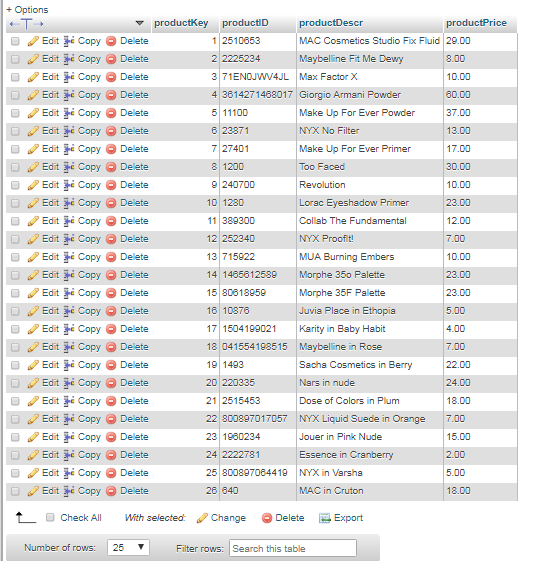 + Options
productKey productID productDescr productPrice
Edit Copy Delete 1 2510653 MAC Cosmetics Studio Fix Fluid 29.00
Edit Copy Delete 2 2225234 Maybelline Fit Me Dewy 8.00
Edit Copy Delete 3 71EN0JWV4JL Max Factor X 10.00
Edit Copy Delete 4 3614271468017 Giorgio Armani Powder 60.00
Edit Copy Delete 5 11100 Make Up For Ever Powder 37.00
Edit Copy Delete 6 23871 NYX No Filter 13.00
Edit Copy Delete 7 27401 Make Up For Ever Primer 17.00
Edit Copy Delete 8 1200 Too Faced 30.00
Edit Copy Delete 9 240700 Revolution 10.00
Edit Copy Delete 10 1280 Lorac Eyeshadow Primer 23.00
Edit Copy Delete 11 389300 Collab The Fundamental 12.00
Edit Copy Delete 12 252340 NYX Proofit! 7.00
Edit Copy Delete 13 715922 MUA Burning Embers 10.00
Edit Copy Delete 14 1465612589 Morphe 35o Palette 23.00
Edit Copy Delete 15 80618959 Morphe 35F Palette 23.00
Edit Copy Delete 16 10876 Juvia Place in Ethopia 5.00
Edit Copy Delete 17 1504199021 Karity in Baby Habit 4.00
Edit Copy Delete 18 041554198515 Maybelline in Rose 7.00
Edit Copy Delete 19 1493 Sacha Cosmetics in Berry 22.00
Edit Copy Delete 20 220335 Nars in nude 24.00
Edit Copy Delete 21 2515453 Dose of Colors in Plum 18.00
Edit Copy Delete 22 800897017057 NYX Liquid Suede in Orange 7.00
Edit Copy Delete 23 1960234 Jouer in Pink Nude 15.00
Edit Copy Delete 24 2222781 Essence in Cranberry 2.00
Edit Copy Delete 25 800897064419 NYX in Varsha 5.00
Edit Copy Delete 26 640 MAC in Cruton 18.00
Check All With selected: Change Delete Export
Number of rows: 25 Filter rows: Search this table